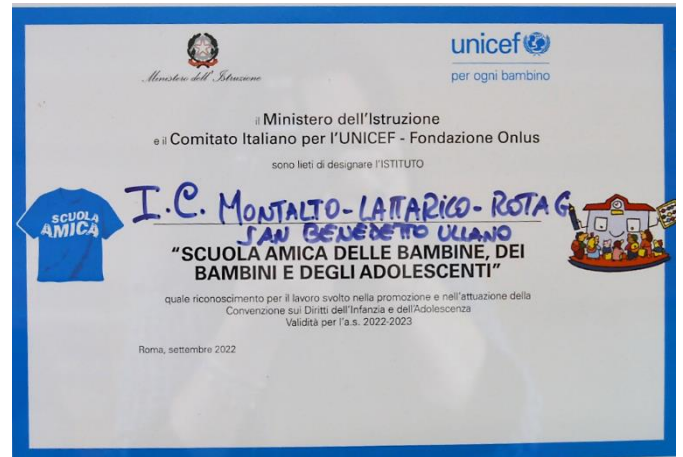 unicef
Ministero dell'Istruzione
per ogni bambino
il Ministero dell'Istruzione
e il Comitato Italiano per l'UNICEF - Fondazione Onlus
sono lieti di designare l'ISTITUTO
I.C. MONTALTO-LATTARICO-ROTA G
SAN BENEDETTO ULLANO
SCUOLA
AMICA
"SCUOLA AMICA DELLE BAMBINE, DEI
BAMBINI E DEGLI ADOLESCENTI"
quale riconoscimento per il lavoro svolto nella promozione e nell'attuazione della
Convenzione sui Diritti dell'Infanzia e dell'Adolescenza
Validità per l'a.s. 2022-2023
Roma, settembre 2022